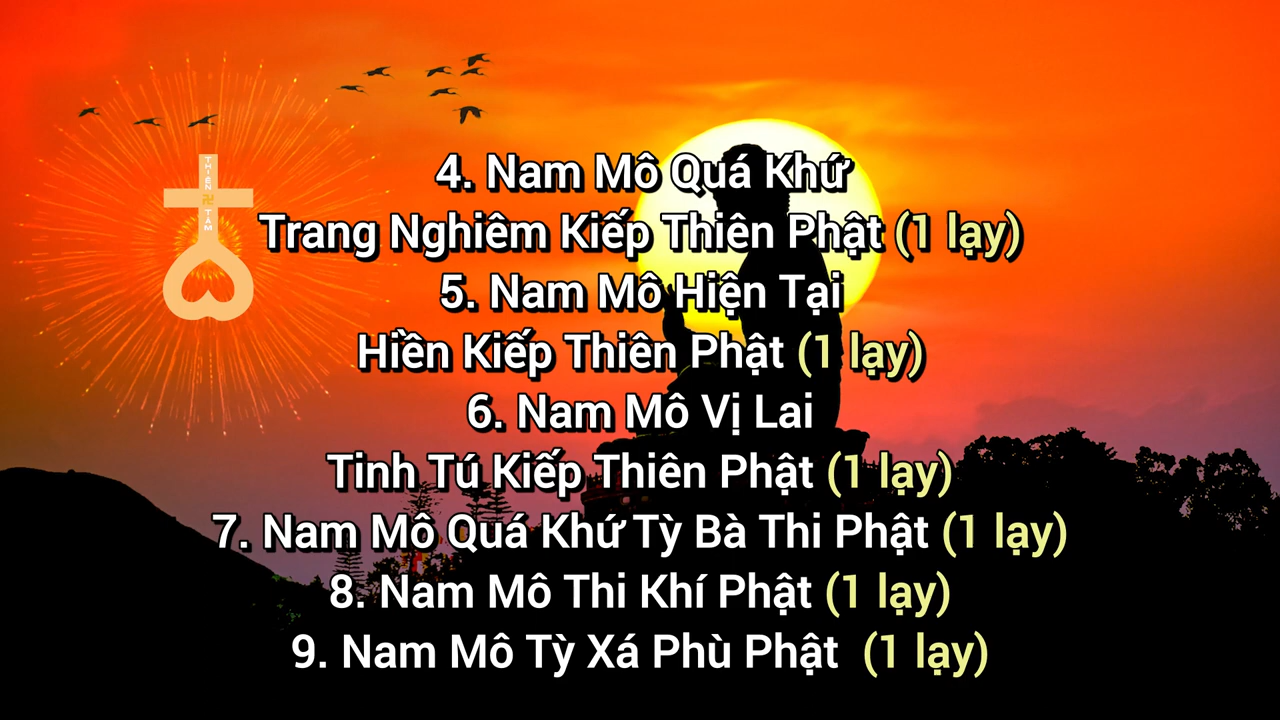 THIÊN
卍
TÂM
4. Nam Mô Quá Khứ
Trang Nghiêm Kiếp Thiên Phật (1 lạy)
5. Nam Mô Hiện Tại
Hiền Kiếp Thiên Phật (1 lạy)
6. Nam Mô Vị Lai
Tinh Tú Kiếp Thiên Phật (1 lạy)
7. Nam Mô Quá Khứ Tỳ Bà Thi Phật (1 lạy)
8. Nam Mô Thi Khí Phật (1 lạy)
9. Nam Mô Tỳ Xá Phù Phật (1 lạy)